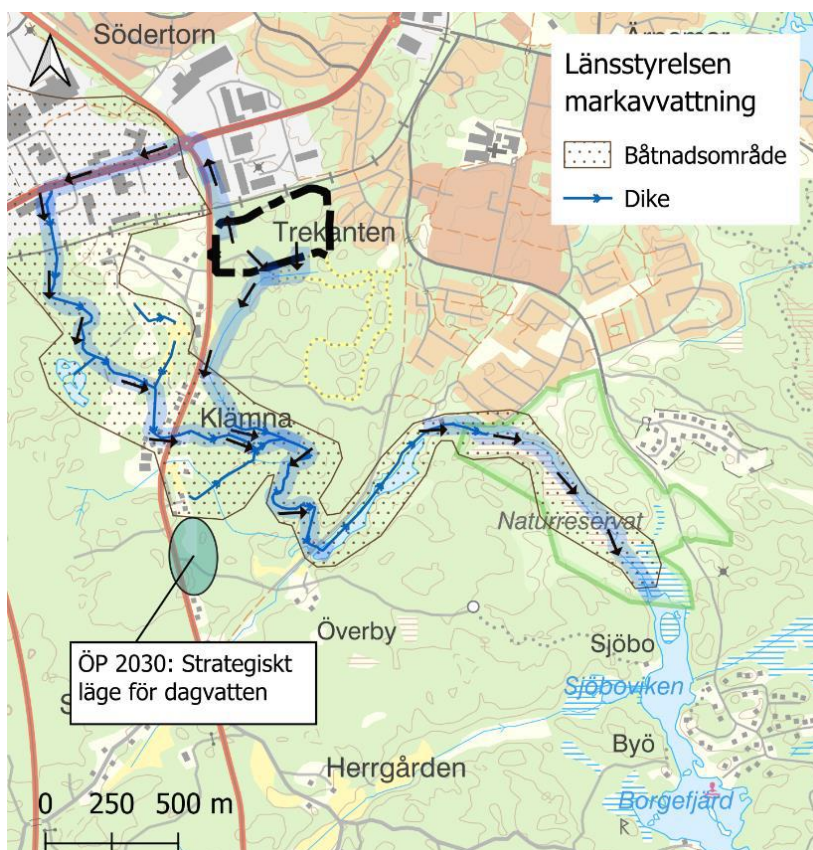 Södertorn
Länsstyrelsen
markavvattning
Båtnadsområde
Dike
Trekanten
Klämna
Naturreservat
ÖP 2030: Strategiskt
läge för dagvatten
Överby
Sjöbo
Sjöboviken
Byö
Herrgården
Borgefjärd
R
0 250 500 m